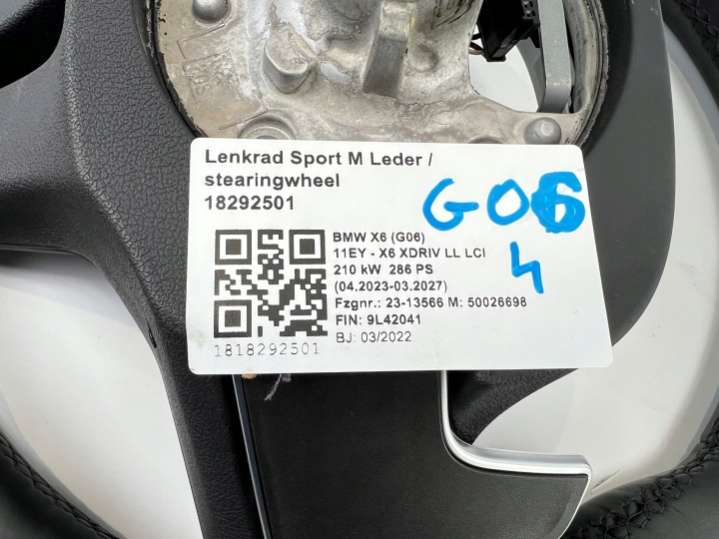 Lenkrad Sport M Leder /
stearingwheel
18292501
G06
4
BMW X6 (G06)
11EY - X6 XDRIV LL LCI
210 kW 286 PS
(04.2023-03.2027)
Fzgnr.: 23-13566 M: 50026698
FIN: 9L42041
BJ: 03/2022
1818292501